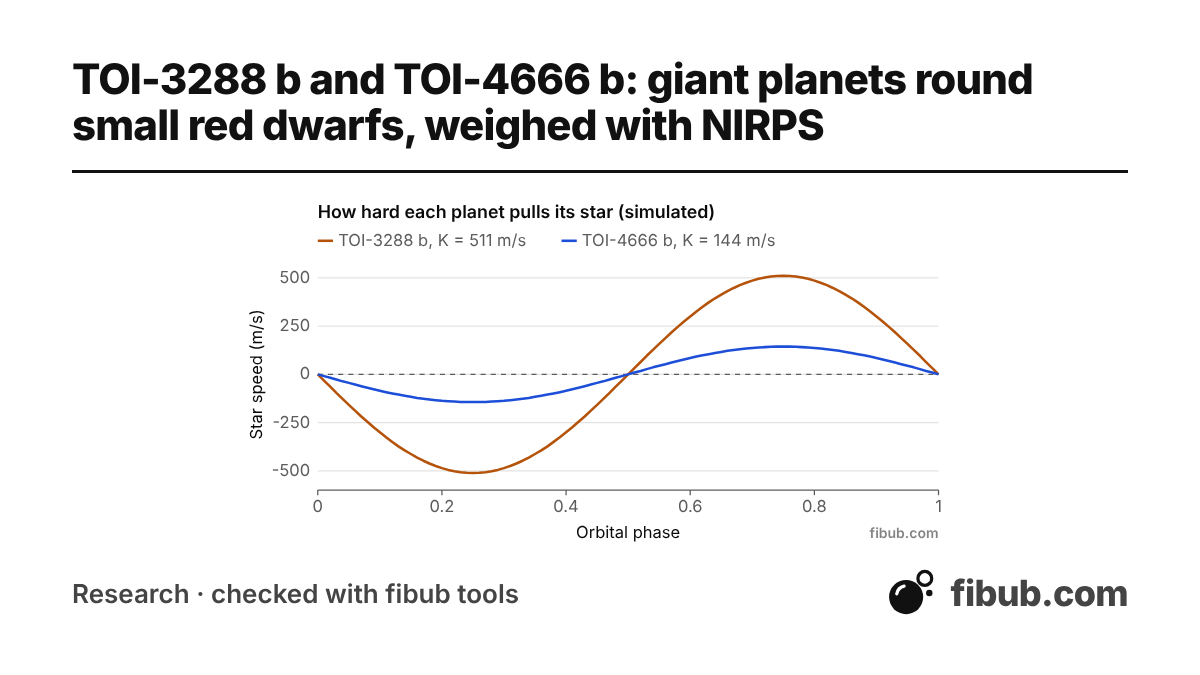 TOI-3288 b and TOI-4666 b: giant planets round
small red dwarfs, weighed with NIRPS
How hard each planet pulls its star (simulated)
TOI-3288 b, K = 511 m/s
TOI-4666 b, K = 144 m/s
Star speed (m/s)
500
250
0
-250
-500
0
0.2
0.4
0.6
0.8
1
Orbital phase
fibub.com
Research · checked with fibub tools
fibub.com